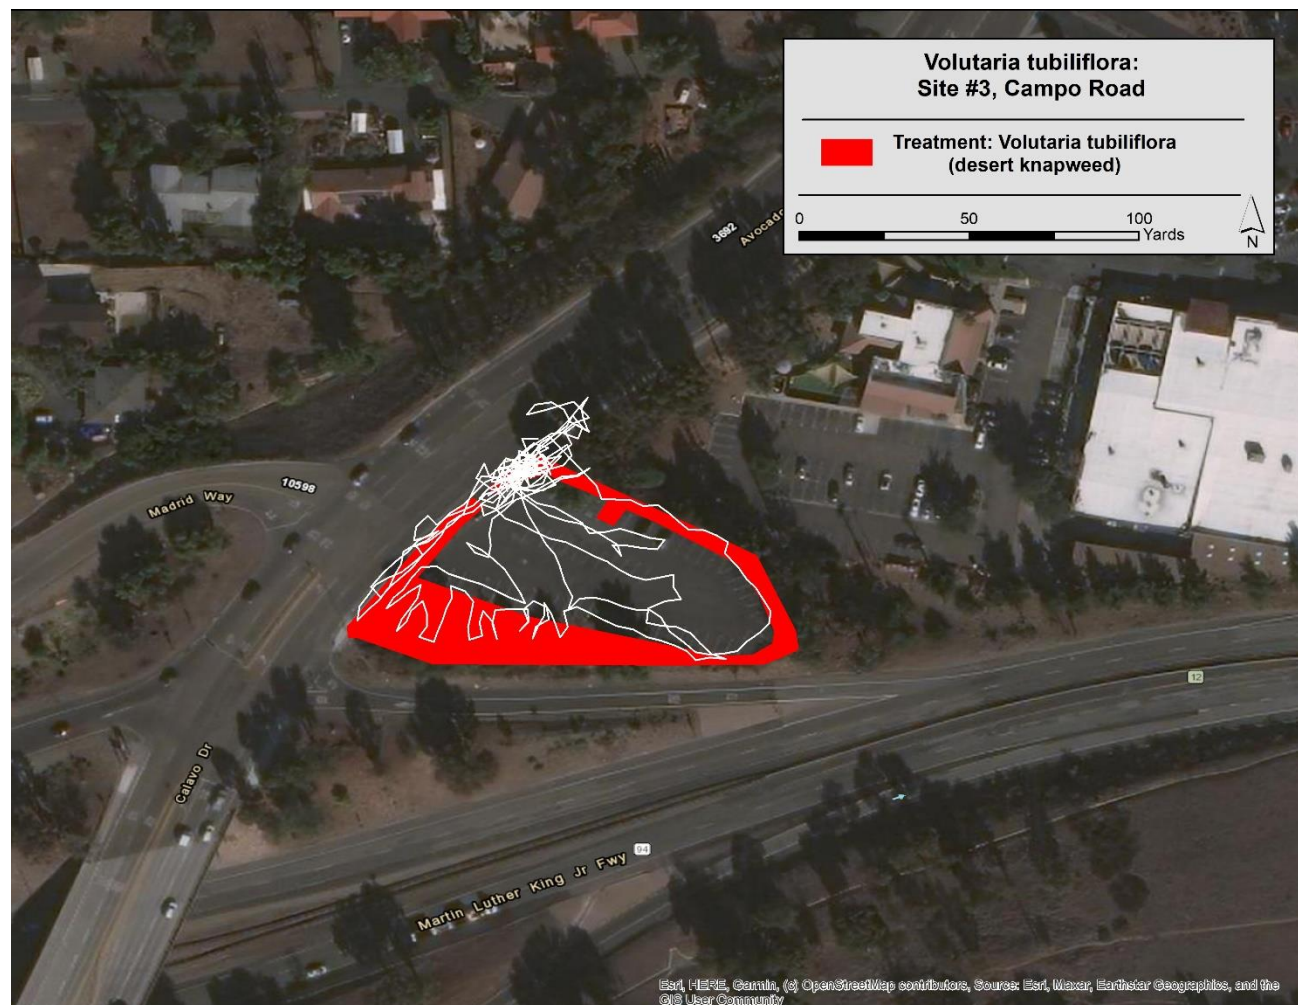 Volutaria tubiliflora:
Site #3, Campo Road
Treatment: Volutaria tubiliflora
(desert knapweed)
0 50 100
Yards
N
3692
Avocado
10598
Madrid Way
12
Calavo Dr
94
Martin Luther King Jr Fwy
Esri, HERE, Garmin, (c) OpenStreetMap contributors, Source: Esri, Maxar, Earthstar Geographics, and the
GIS User Community